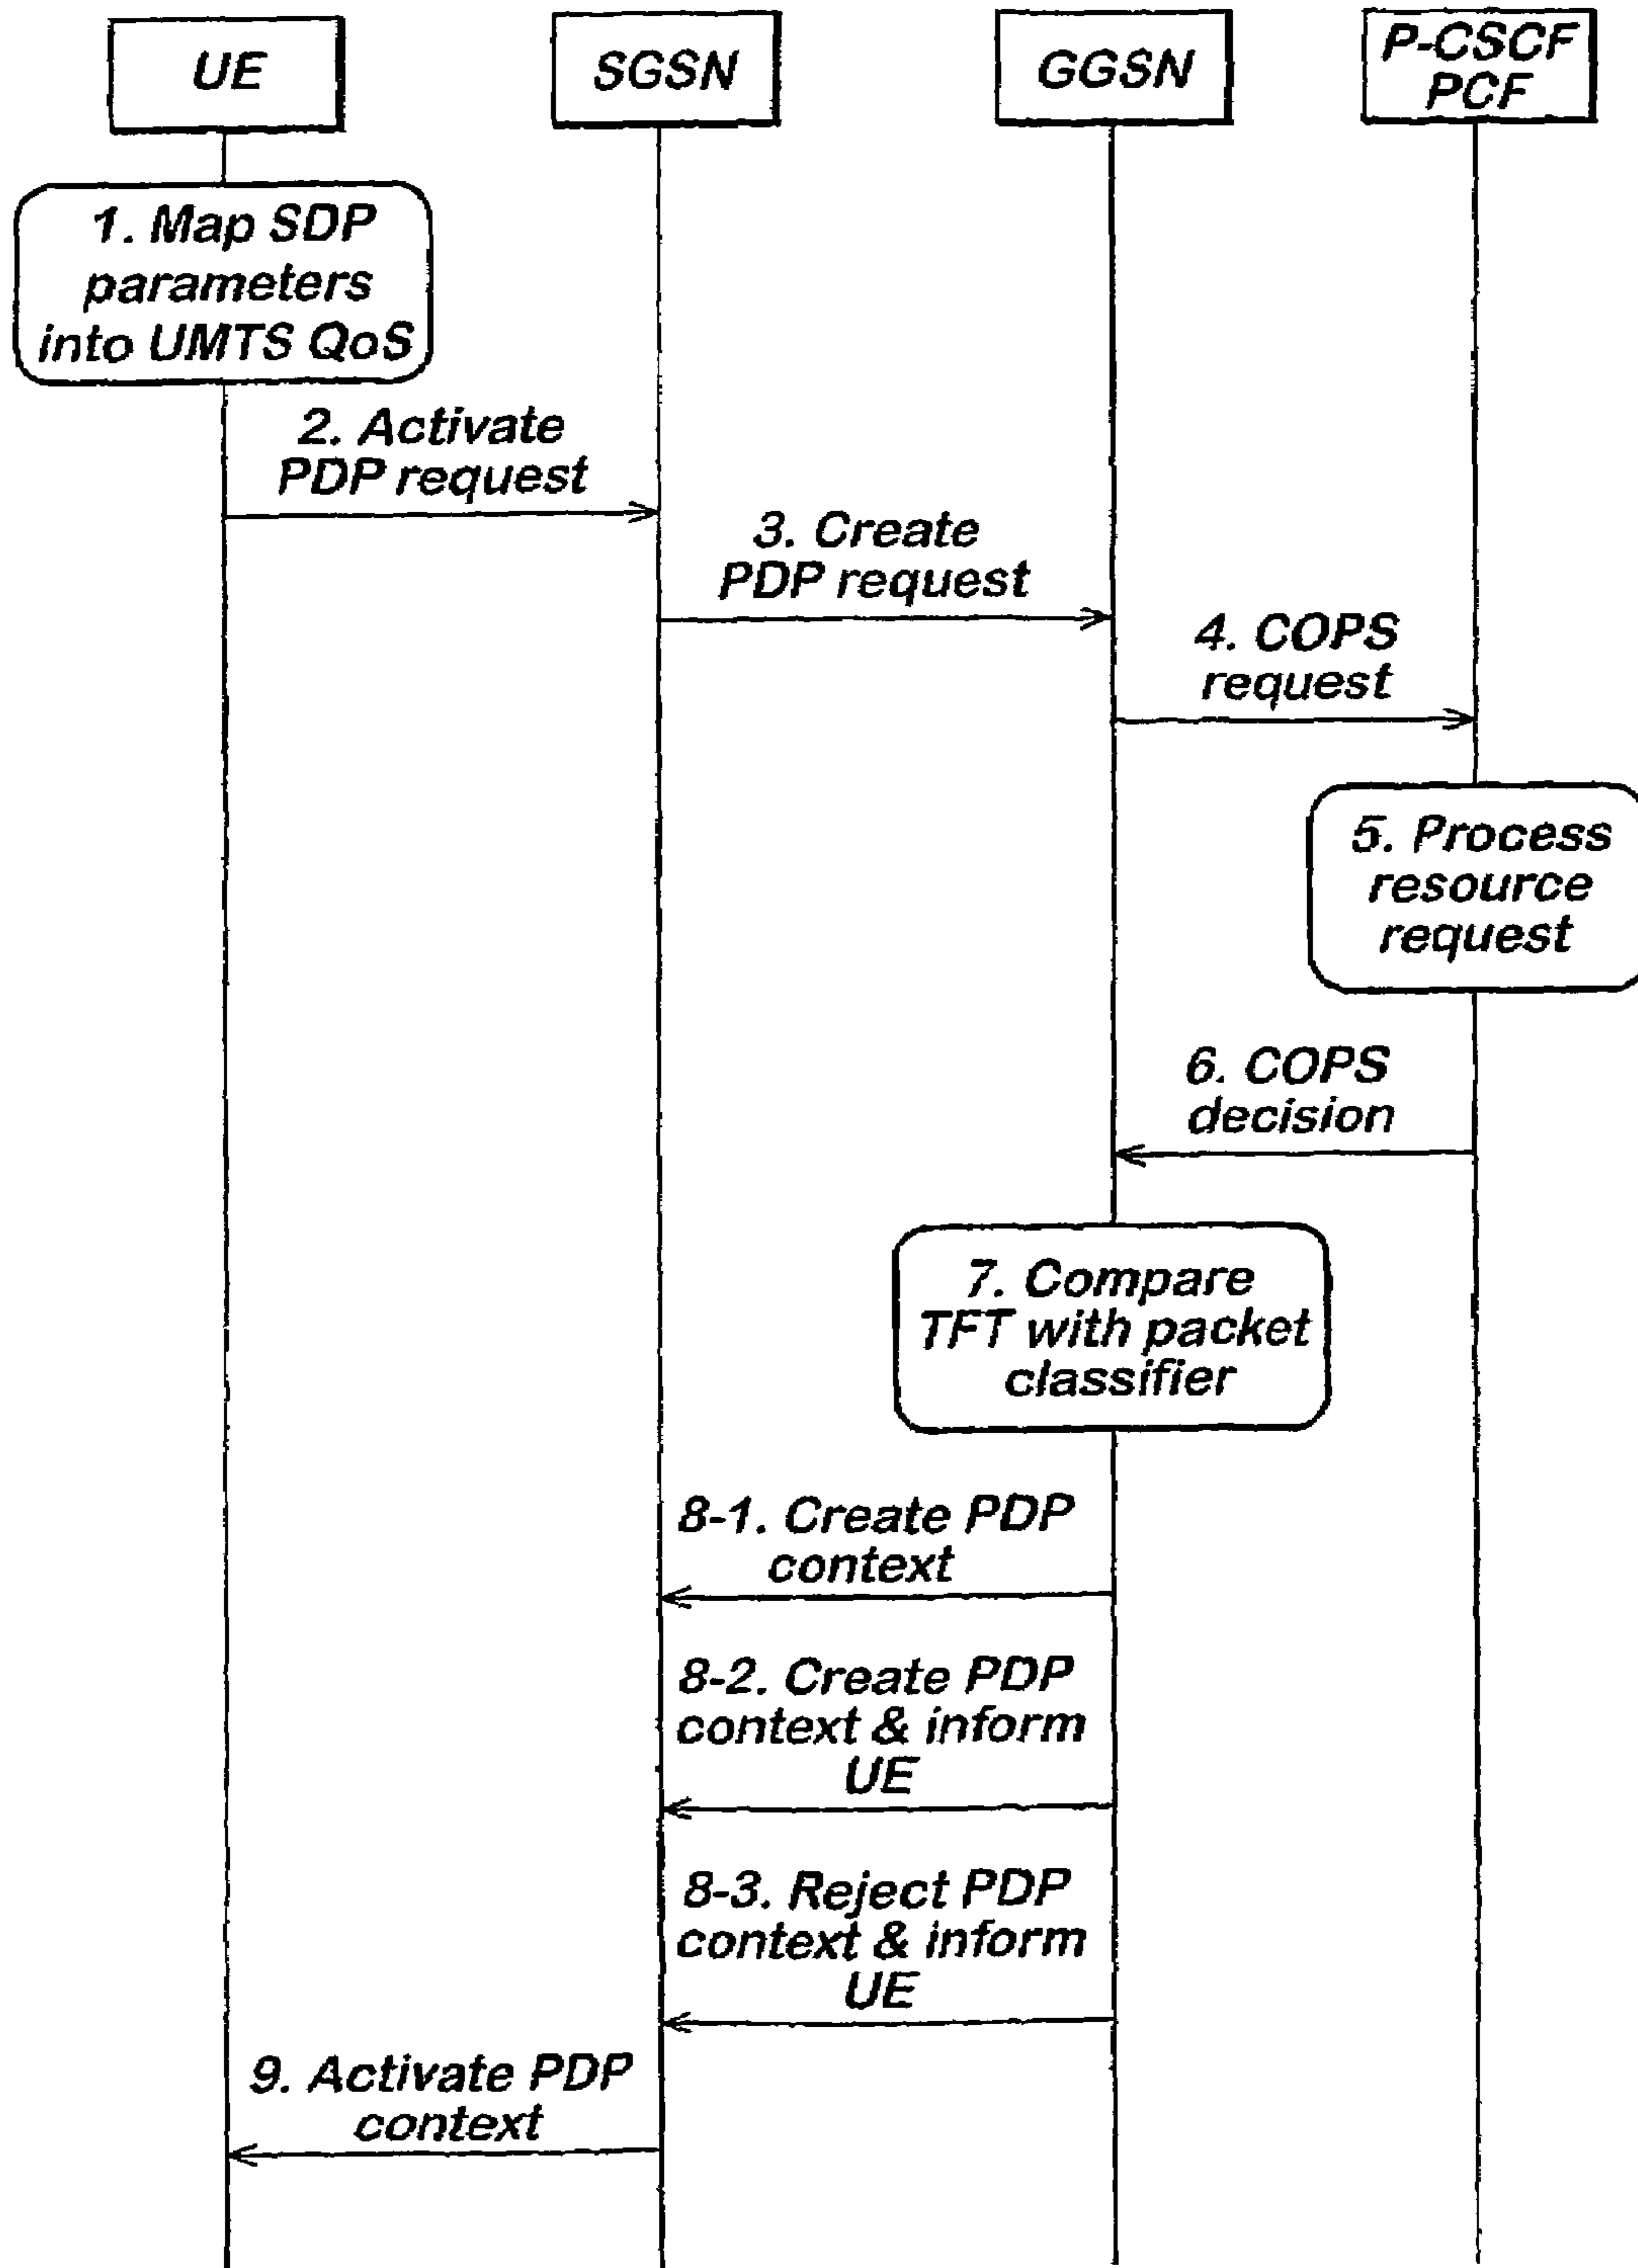 UE
SGSN
GGSN
P-CSCF
PCF
1. Map SDP
parameters
into UMTS QoS
2. Activate
PDP request
3. Create
PDP request
4. COPS
request
5. Process
resource
request
6. COPS
decision
7. Compare
TFT with packet
classifier
8-1. Create PDP
context
8-2. Create PDP
context & inform
UE
8-3. Reject PDP
context & inform
UE
9. Activate PDP
context